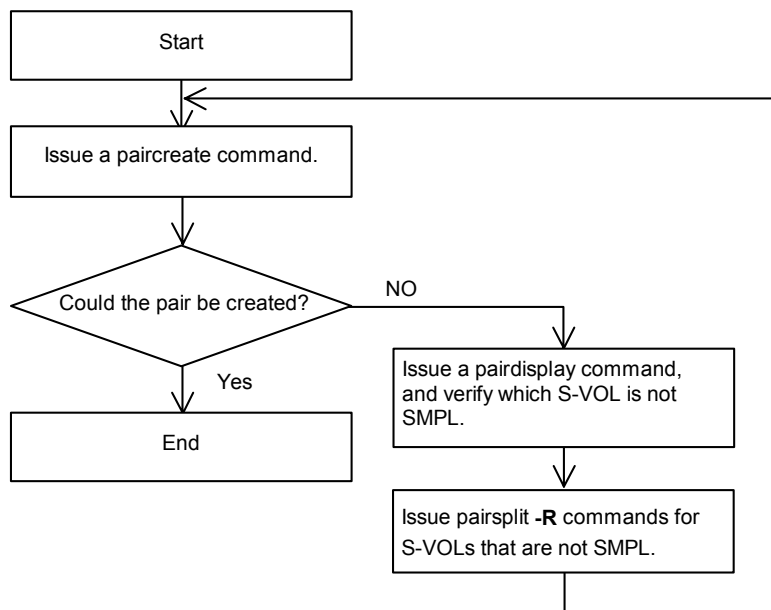 Start
Issue a paircreate command.
Could the pair be created?
NO
Yes
Issue a pairdisplay command,
and verify which S-VOL is not
SMPL.
End
Issue pairsplit -R commands for
S-VOLs that are not SMPL.